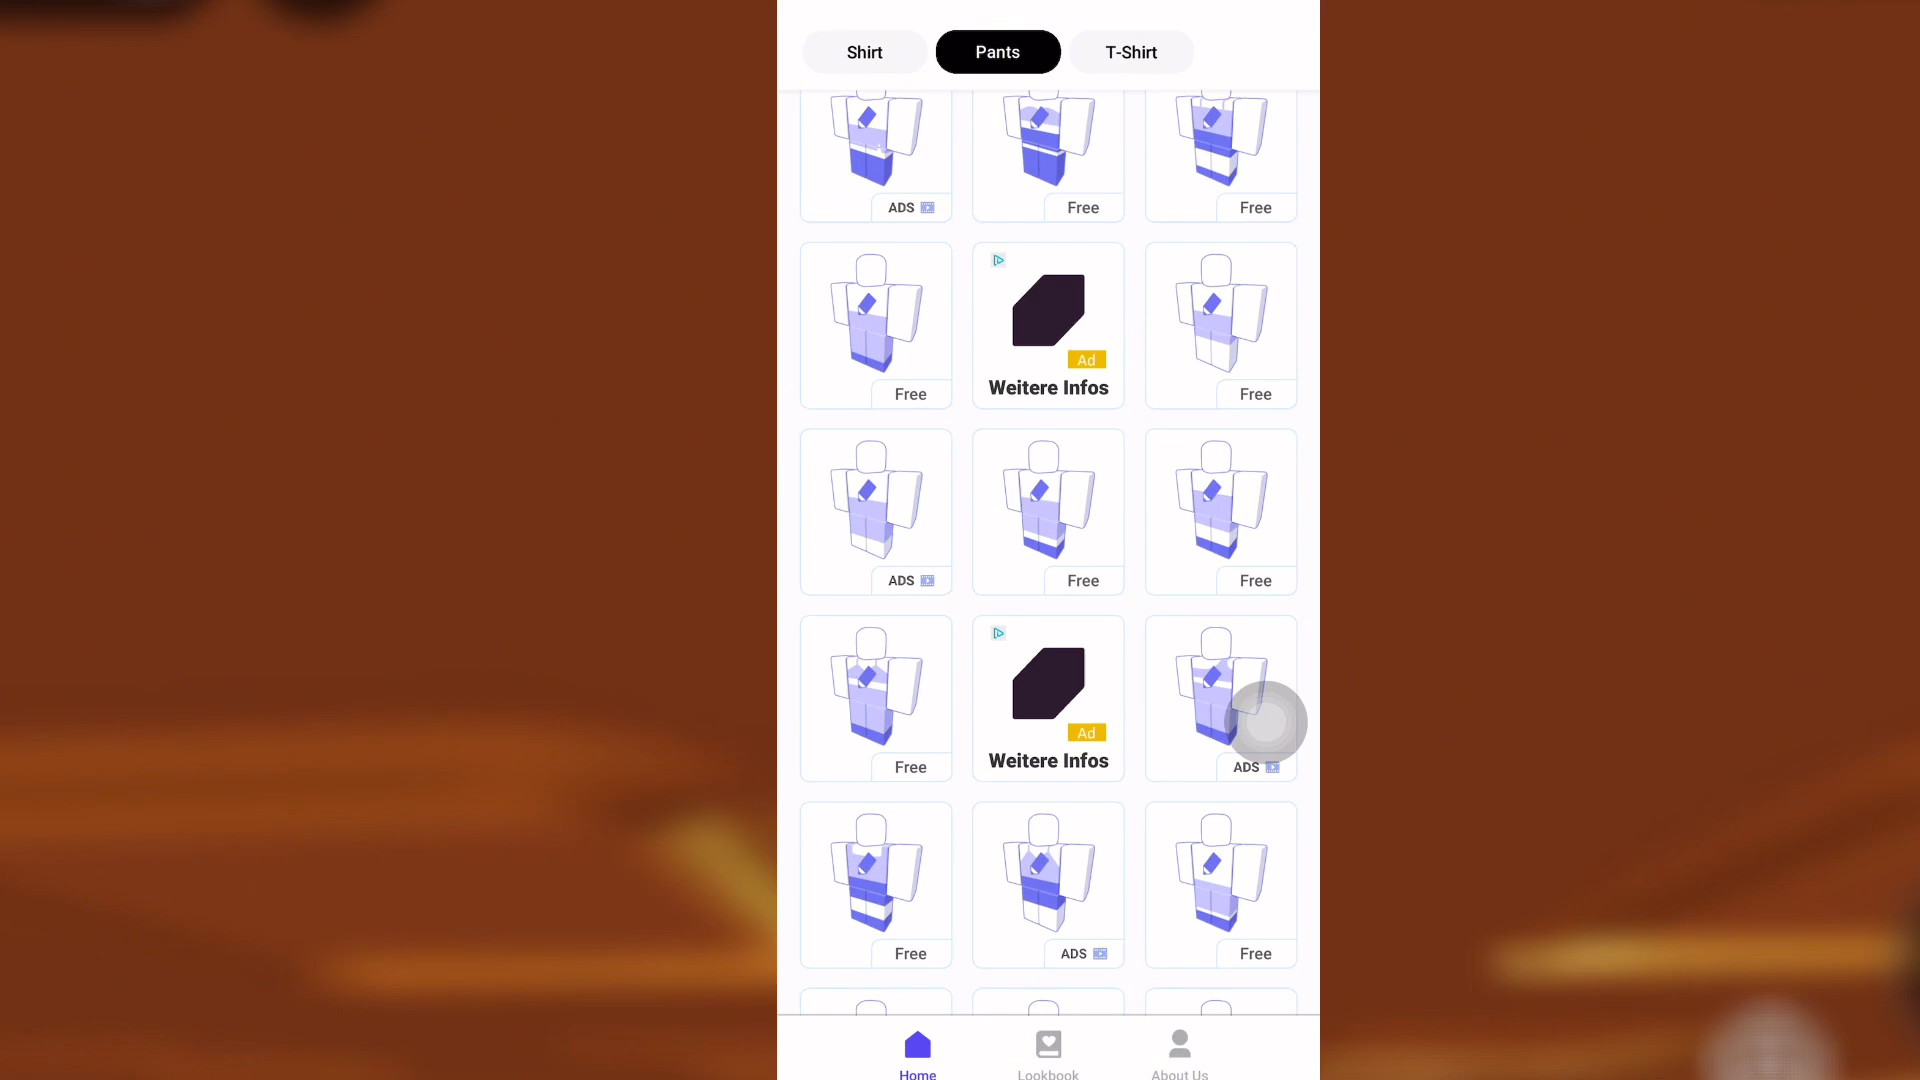 Shirt
Pants
T-Shirt
ADS
Free
Free
Free
Ad
Weitere Infos
Free
ADS
Free
Free
Free
Ad
Weitere Infos
ADS
Free
ADS
Free
Home
Lookbook
About Us